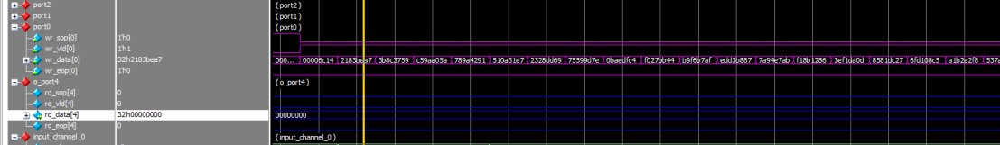 port2 (port2)
port1 (port1)
port0 (port0)
wr_sop[0] 1'h0
wr_vld[0] 1'h1
wr_data[0] 32'h2183bea7 000... 00006c14 2183bea7 3b8c3759 c59aa05a 789a4291 510a31e7 2328dd69 75599d7e 0baedfc4 f027bb44 b9f6b7af edd3b887 7a94e7ab f18b1286 3ef1da0d 8581dc27 6fd108c5 a1b2e2f8 537a
wr_eop[0] 1'h0
o_port4 (o_port4)
rd_sop[4] 0
rd_vld[4] 0
rd_data[4] 32'h00000000 00000000
rd_eop[4] 0
input_channel_0 (input_channel_0)